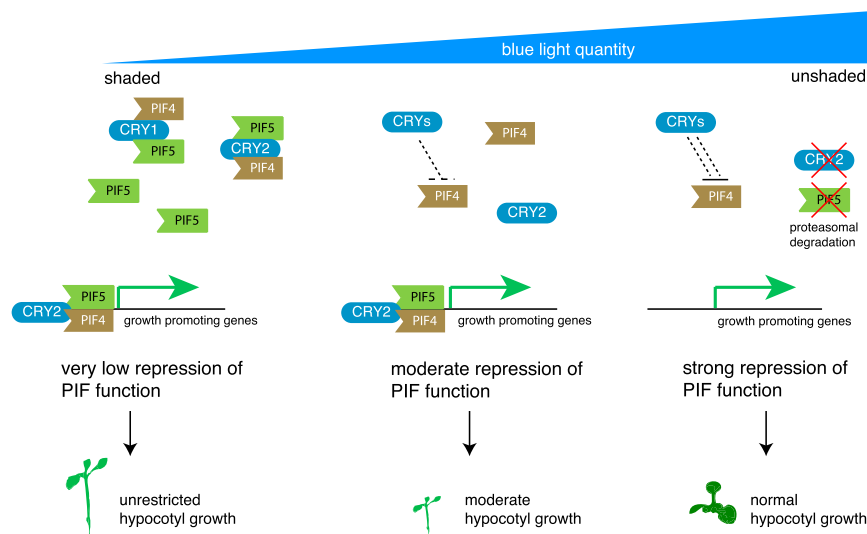 blue light quantity
shaded
unshaded
PIF4
CRY1
PIF5
PIF5
CRY2
PIF4
PIF5
PIF5
CRYs
PIF4
PIF4
CRY2
CRYs
PIF4
CRY2
PIF5
proteasomal
degradation
CRY2
PIF5
PIF4
growth promoting genes
CRY2
PIF5
PIF4
growth promoting genes
growth promoting genes
very low repression of
PIF function
moderate repression of
PIF function
strong repression of
PIF function
unrestricted
hypocotyl growth
moderate
hypocotyl growth
normal
hypocotyl growth